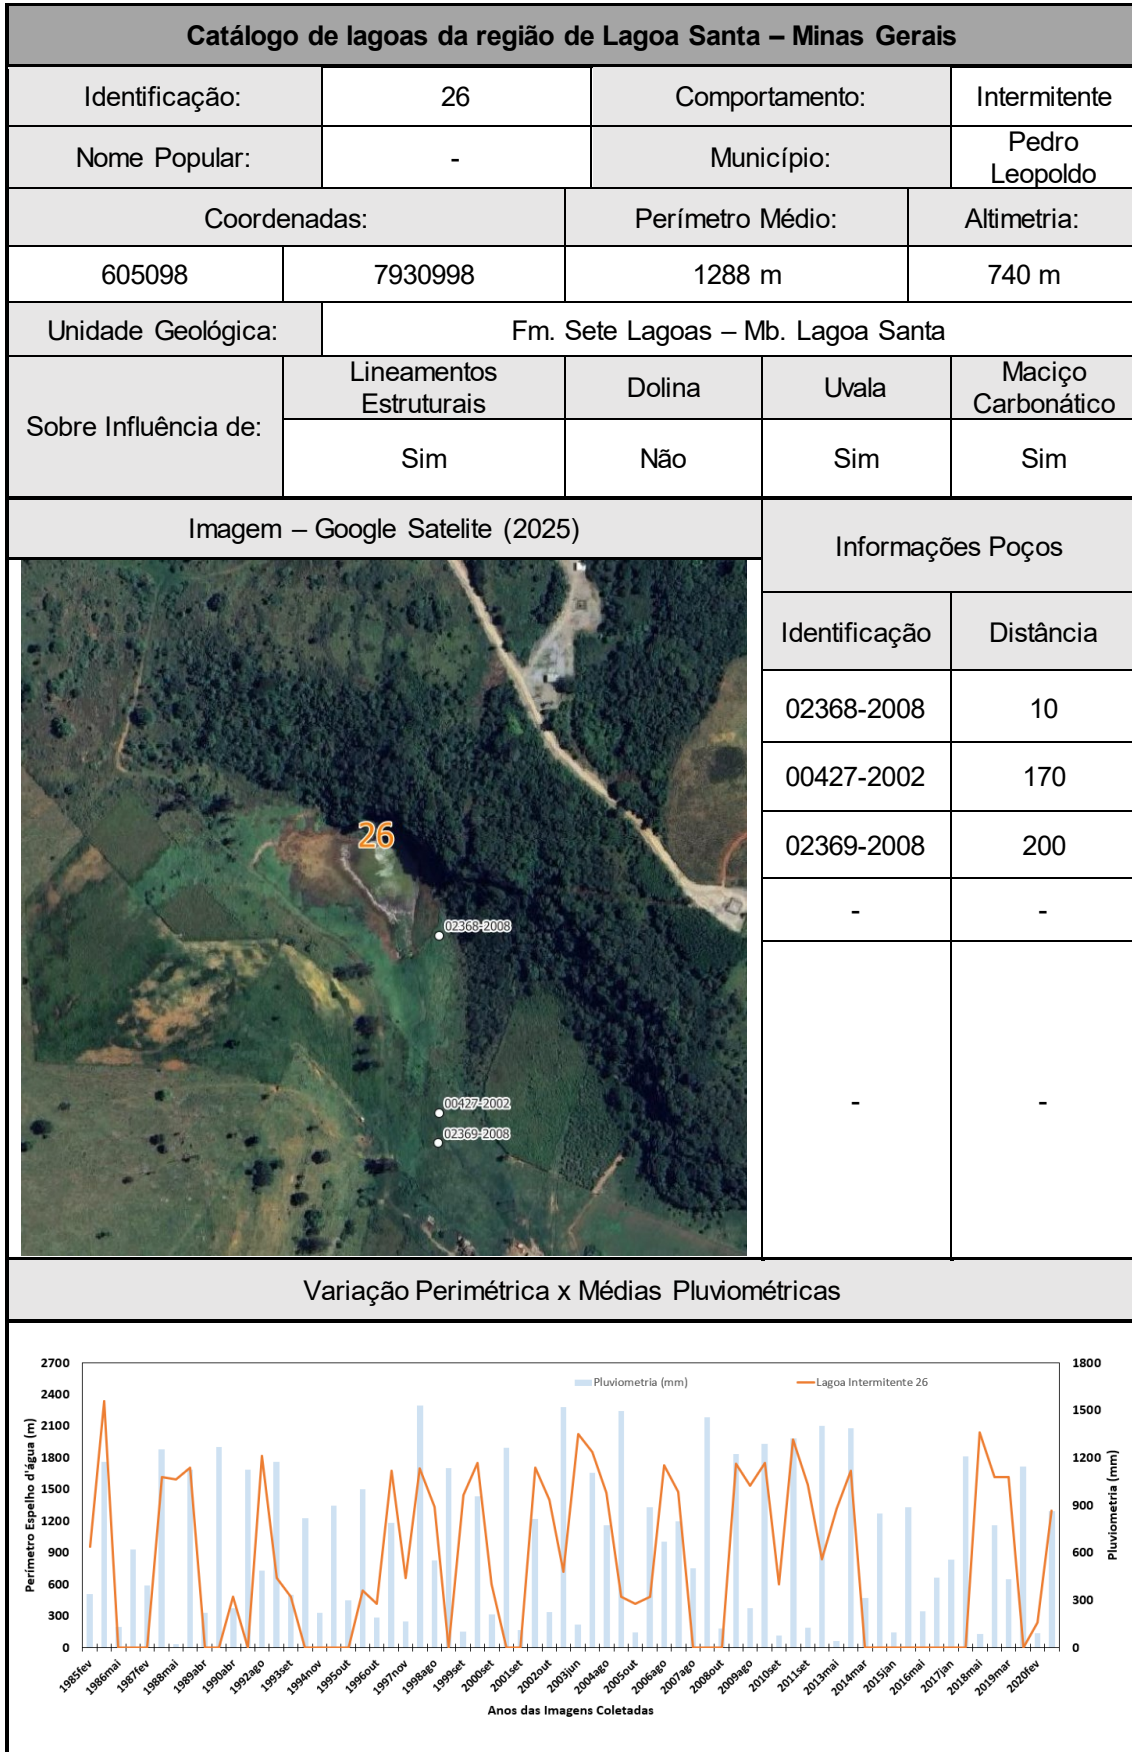 Catálogo de lagoas da região de Lagoa Santa – Minas Gerais
Identificação: 26 Comportamento: Intermitente
Nome Popular: - Município: Pedro Leopoldo
Coordenadas: Perímetro Médio: Altimetria:
605098 7930998 1288 m 740 m
Unidade Geológica: Fm. Sete Lagoas – Mb. Lagoa Santa
Sobre Influência de: Lineamentos Estruturais Dolina Uvala Maciço Carbonático
Sim Não Sim Sim
Imagem – Google Satelite (2025)
26
02368-2008
00427-2002
02369-2008
Informações Poços
Identificação Distância
02368-2008 10
00427-2002 170
02369-2008 200
- -
- -
Variação Perimétrica x Médias Pluviométricas
Pluviometria (mm) Lagoa Intermitente 26
Perímetro Espelho d'água (m)
2700
2400
2100
1800
1500
1200
900
600
300
0
1800
1500
1200
900
600
300
0
Pluviometria (mm)
1985fev 1986mai 1987fev 1988mai 1989abr 1990abr 1992ago 1993set 1994nov 1995out 1996out 1997nov 1998ago 1999set 2000set 2001set 2002out 2003jun 2004ago 2005out 2006ago 2007ago 2008out 2009ago 2010set 2011set 2013mai 2014mar 2015jan 2016mai 2017jan 2018mai 2019mar 2020fev
Anos das Imagens Coletadas